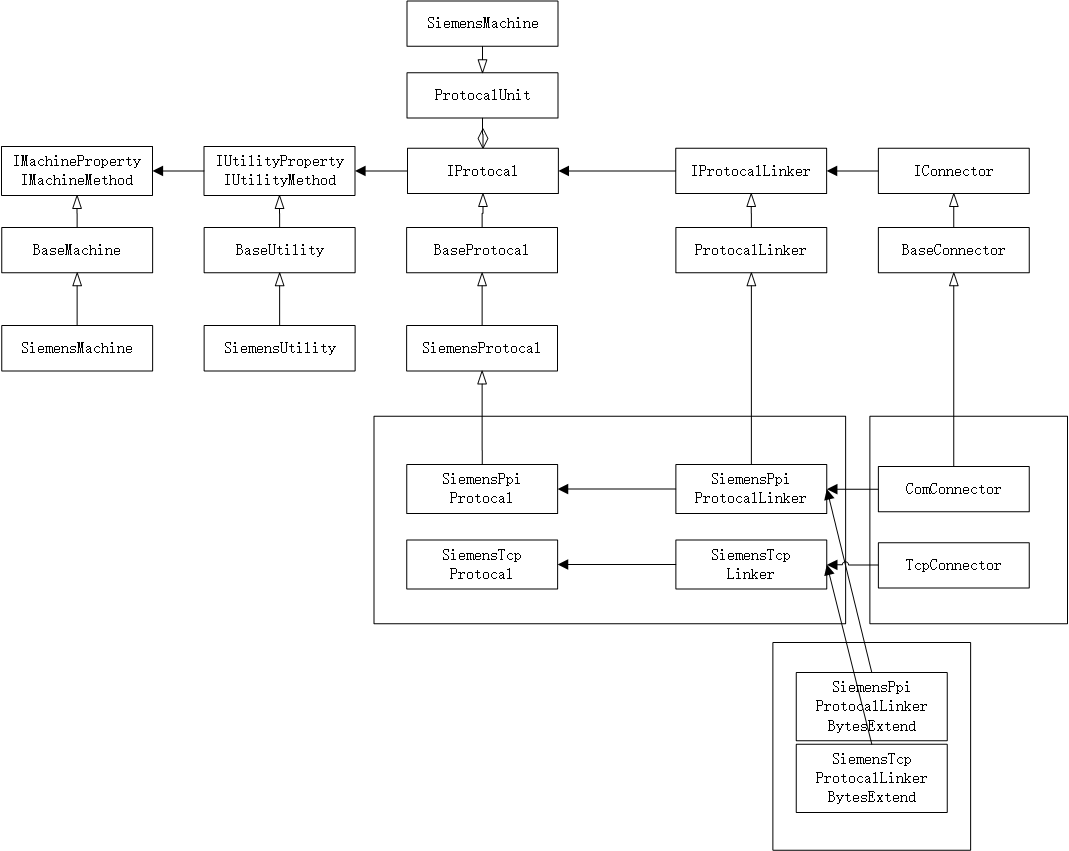 SiemensMachine
ProtocalUnit
IMachineProperty
IMachineMethod
IUtilityProperty
IUtilityMethod
IProtocal
IProtocalLinker
IConnector
BaseMachine
BaseUtility
BaseProtocal
ProtocalLinker
BaseConnector
SiemensMachine
SiemensUtility
SiemensProtocal
SiemensPpi
Protocal
SiemensPpi
ProtocalLinker
ComConnector
SiemensTcp
Protocal
SiemensTcp
Linker
TcpConnector
SiemensPpi
ProtocalLinker
BytesExtend
SiemensTcp
ProtocalLinker
BytesExtend